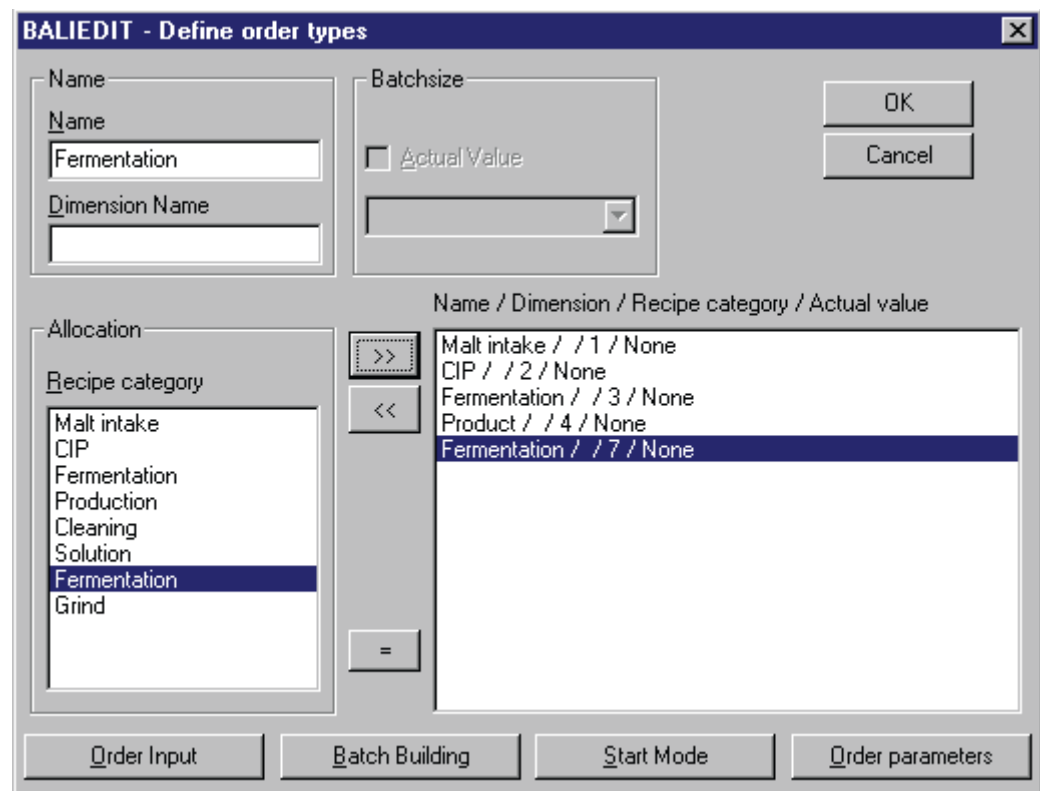 BALIEDIT - Define order types
Name
Name
Fermentation
Dimension Name
Batchsize
Actual Value
OK
Cancel
Allocation
Recipe category
Malt intake
CIP
Fermentation
Production
Cleaning
Solution
Fermentation
Grind
>>
<<
=
Name / Dimension / Recipe category / Actual value
Malt intake /  / 1 / None
CIP /  / 2 / None
Fermentation /  / 3 / None
Product /  / 4 / None
Fermentation /  / 7 / None
Order Input
Batch Building
Start Mode
Order parameters